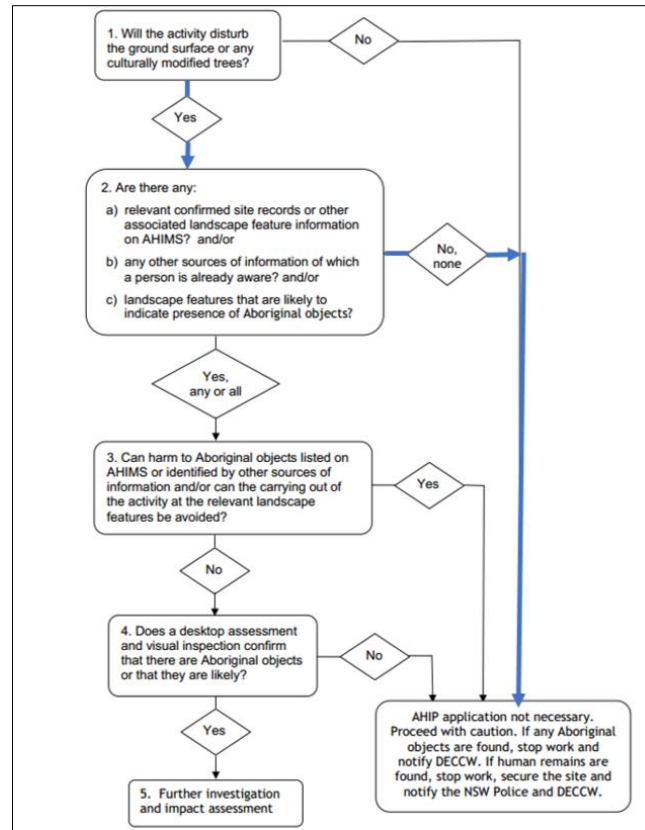 1. Will the activity disturb
the ground surface or any
culturally modified trees?
No
Yes
2. Are there any:
a) relevant confirmed site records or other
associated landscape feature information
on AHIMS? and/or
b) any other sources of information of which
a person is already aware? and/or
c) landscape features that are likely to
indicate presence of Aboriginal objects?
No,
none
Yes,
any or all
3. Can harm to Aboriginal objects listed on
AHIMS or identified by other sources of
information and/or can the carrying out of
the activity at the relevant landscape
features be avoided?
Yes
No
4. Does a desktop assessment
and visual inspection confirm
that there are Aboriginal objects
or that they are likely?
No
Yes
AHIP application not necessary.
Proceed with caution. If any Aboriginal
objects are found, stop work and
notify DECCW. If human remains are
found, stop work, secure the site and
notify the NSW Police and DECCW.
5. Further investigation
and impact assessment